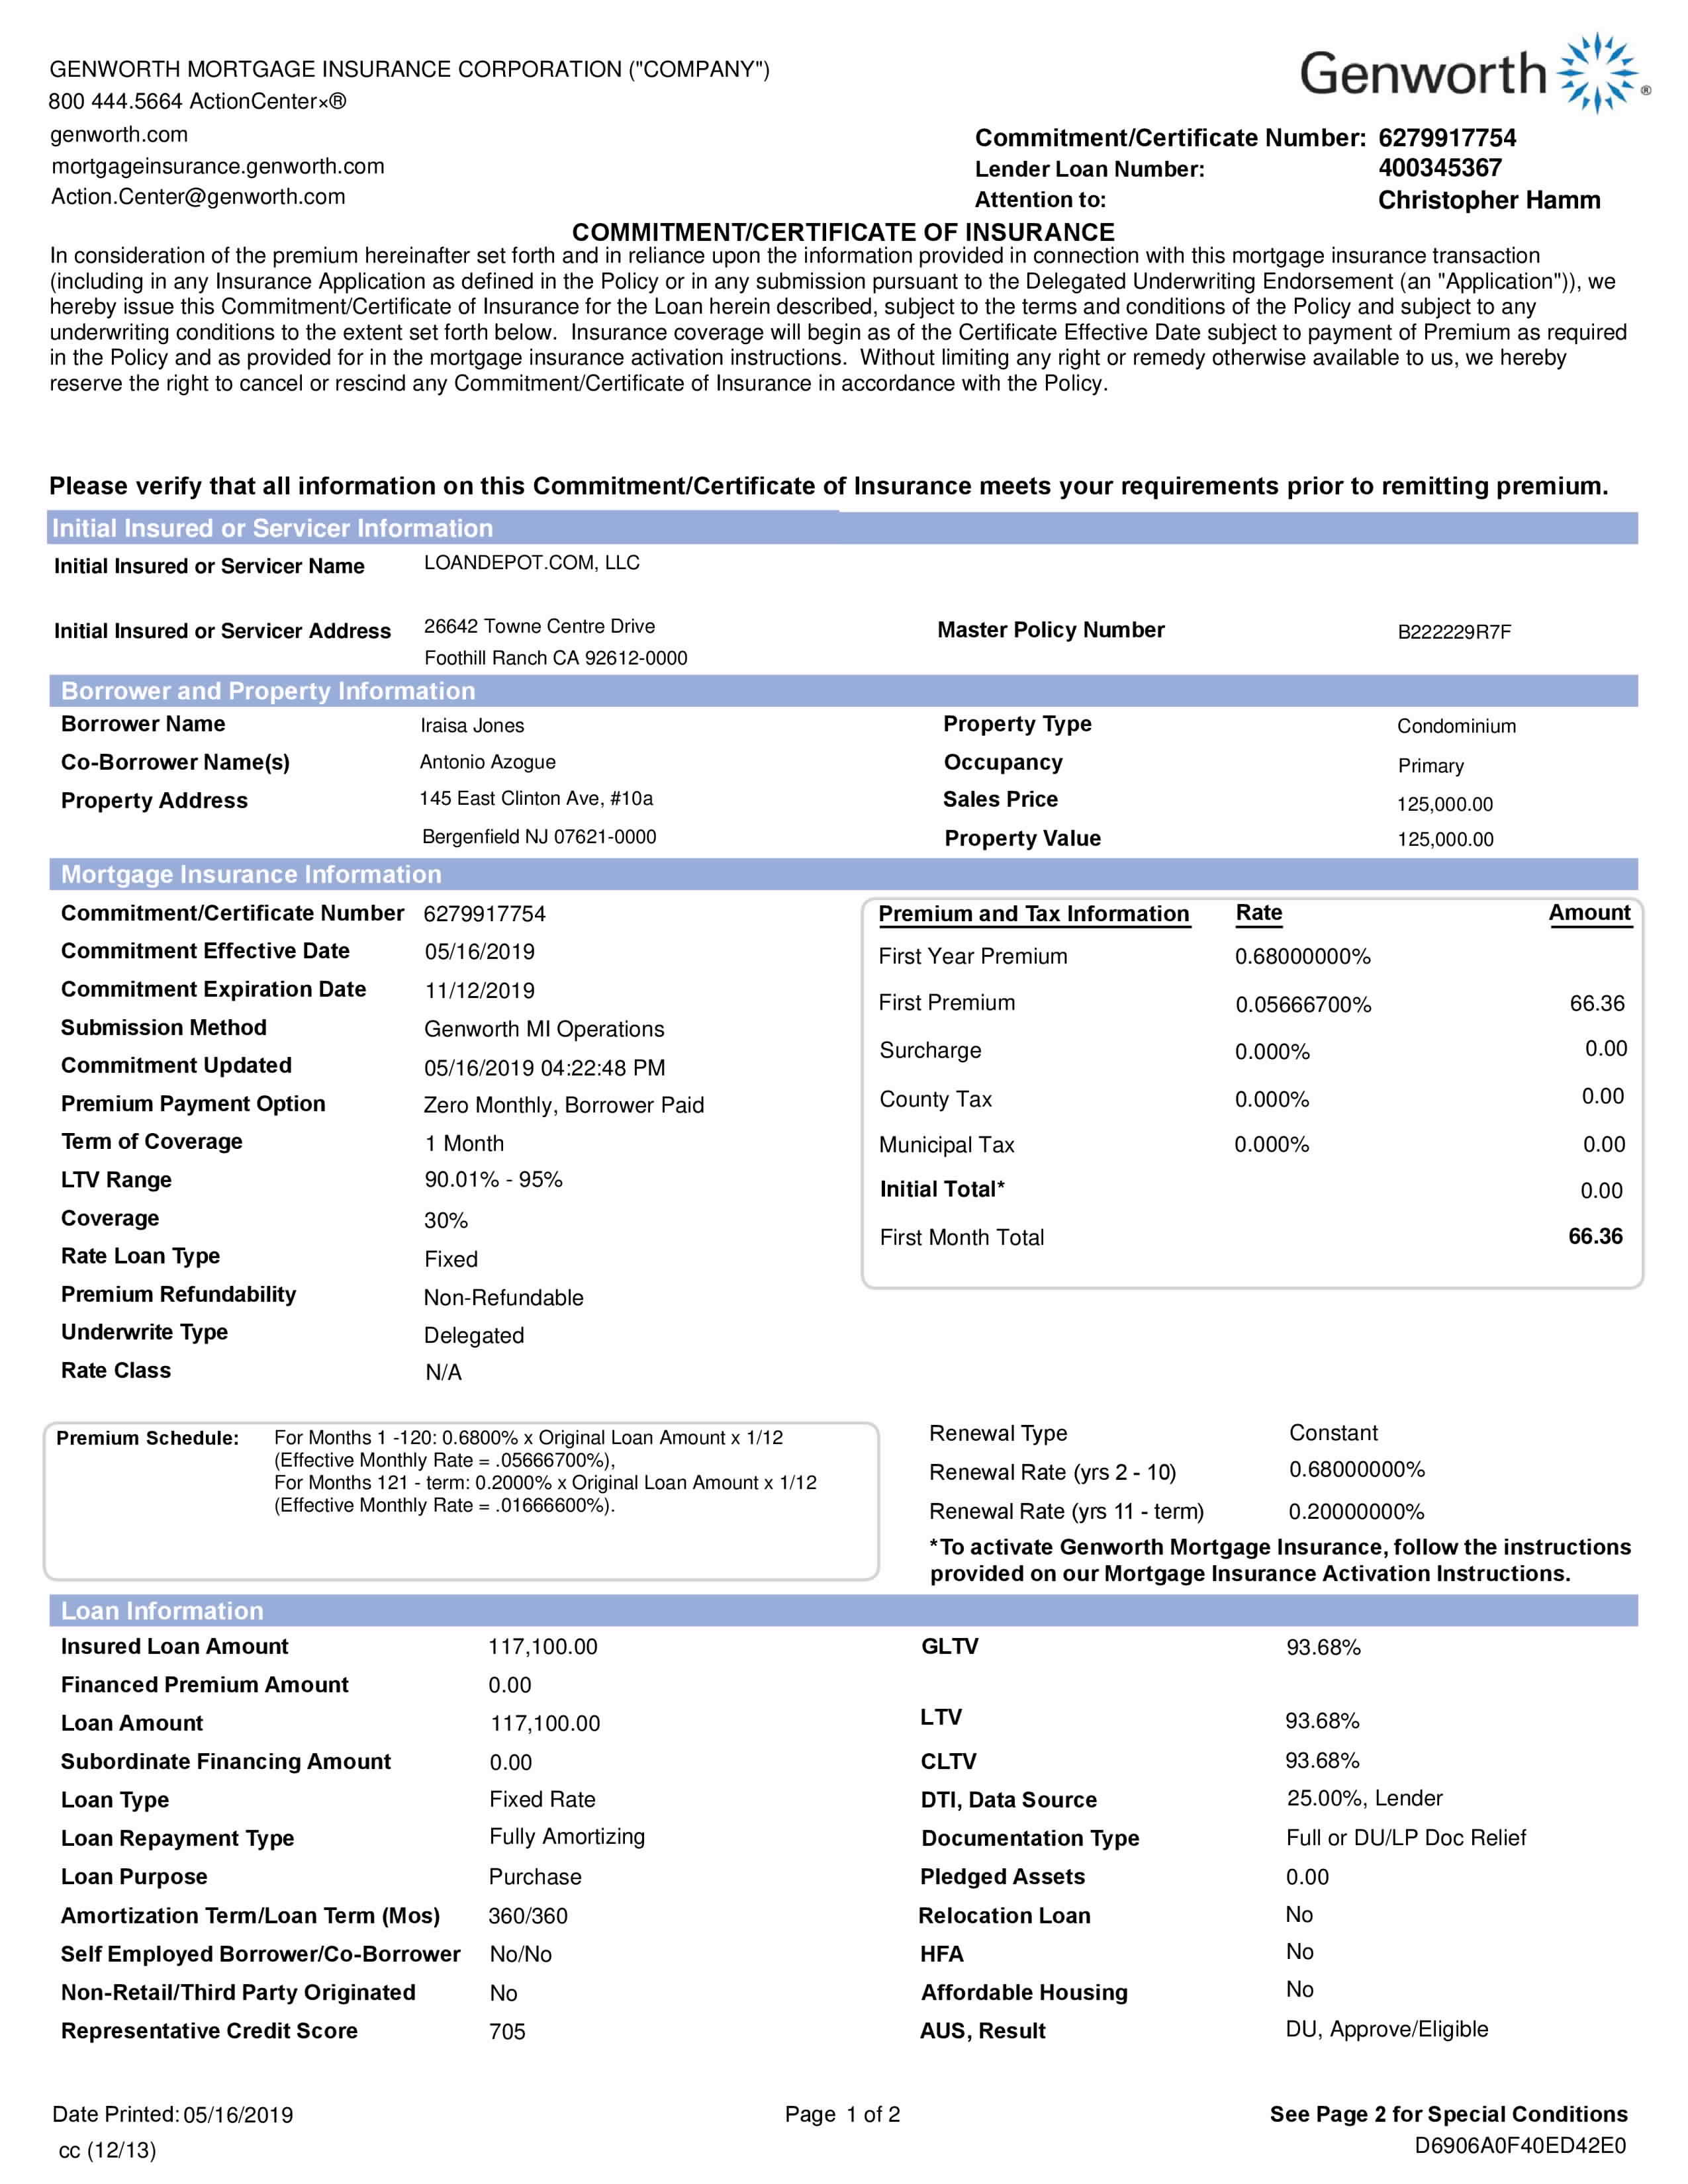 GENWORTH MORTGAGE INSURANCE CORPORATION ("COMPANY")
800 444.5664 ActionCenter×®
genworth.com
mortgageinsurance.genworth.com
Action.Center@genworth.com
Genworth ®
Commitment/Certificate Number: 6279917754
Lender Loan Number: 400345367
Attention to: Christopher Hamm
COMMITMENT/CERTIFICATE OF INSURANCE
In consideration of the premium hereinafter set forth and in reliance upon the information provided in connection with this mortgage insurance transaction
(including in any Insurance Application as defined in the Policy or in any submission pursuant to the Delegated Underwriting Endorsement (an "Application")), we
hereby issue this Commitment/Certificate of Insurance for the Loan herein described, subject to the terms and conditions of the Policy and subject to any
underwriting conditions to the extent set forth below. Insurance coverage will begin as of the Certificate Effective Date subject to payment of Premium as required
in the Policy and as provided for in the mortgage insurance activation instructions. Without limiting any right or remedy otherwise available to us, we hereby
reserve the right to cancel or rescind any Commitment/Certificate of Insurance in accordance with the Policy.
Please verify that all information on this Commitment/Certificate of Insurance meets your requirements prior to remitting premium.
Initial Insured or Servicer Information
Initial Insured or Servicer Name LOANDEPOT.COM, LLC
Initial Insured or Servicer Address 26642 Towne Centre Drive Master Policy Number B222229R7F
Foothill Ranch CA 92612-0000
Borrower and Property Information
Borrower Name Iraisa Jones Property Type Condominium
Co-Borrower Name(s) Antonio Azogue Occupancy Primary
Property Address 145 East Clinton Ave, #10a Sales Price 125,000.00
Bergenfield NJ 07621-0000 Property Value 125,000.00
Mortgage Insurance Information
Commitment/Certificate Number 6279917754
Commitment Effective Date 05/16/2019
Commitment Expiration Date 11/12/2019
Submission Method Genworth MI Operations
Commitment Updated 05/16/2019 04:22:48 PM
Premium Payment Option Zero Monthly, Borrower Paid
Term of Coverage 1 Month
LTV Range 90.01% - 95%
Coverage 30%
Rate Loan Type Fixed
Premium Refundability Non-Refundable
Underwrite Type Delegated
Rate Class N/A
Premium and Tax Information Rate Amount
First Year Premium 0.68000000%
First Premium 0.05666700% 66.36
Surcharge 0.000% 0.00
County Tax 0.000% 0.00
Municipal Tax 0.000% 0.00
Initial Total* 0.00
First Month Total 66.36
Premium Schedule: For Months 1 -120: 0.6800% x Original Loan Amount x 1/12
(Effective Monthly Rate = .05666700%),
For Months 121 - term: 0.2000% x Original Loan Amount x 1/12
(Effective Monthly Rate = .01666600%).
Renewal Type Constant
Renewal Rate (yrs 2 - 10) 0.68000000%
Renewal Rate (yrs 11 - term) 0.20000000%
*To activate Genworth Mortgage Insurance, follow the instructions
provided on our Mortgage Insurance Activation Instructions.
Loan Information
Insured Loan Amount 117,100.00 GLTV 93.68%
Financed Premium Amount 0.00
Loan Amount 117,100.00 LTV 93.68%
Subordinate Financing Amount 0.00 CLTV 93.68%
Loan Type Fixed Rate DTI, Data Source 25.00%, Lender
Loan Repayment Type Fully Amortizing Documentation Type Full or DU/LP Doc Relief
Loan Purpose Purchase Pledged Assets 0.00
Amortization Term/Loan Term (Mos) 360/360 Relocation Loan No
Self Employed Borrower/Co-Borrower No/No HFA No
Non-Retail/Third Party Originated No Affordable Housing No
Representative Credit Score 705 AUS, Result DU, Approve/Eligible
Date Printed: 05/16/2019 Page 1 of 2 See Page 2 for Special Conditions
cc (12/13) D6906A0F40ED42E0